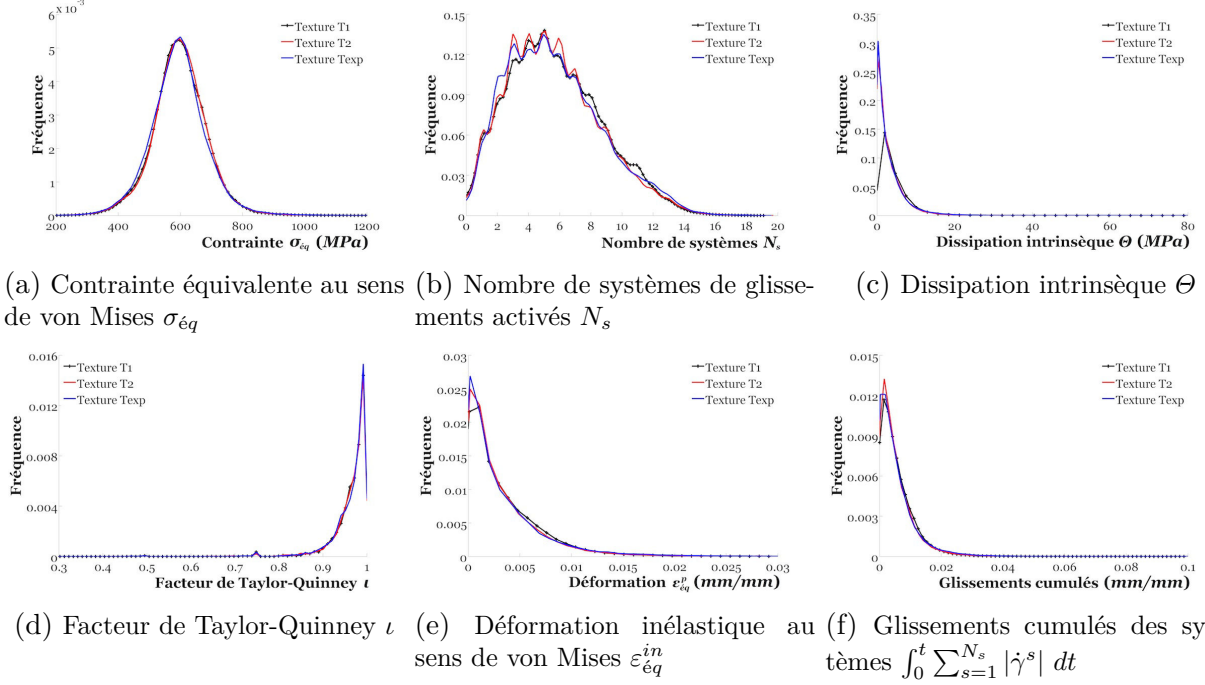 6 ×10⁻³
5
4
3
2
1
0
200 400 600 800 1000 1200
Fréquence
Contrainte σéq (MPa)
Texture T1
Texture T2
Texture Texp
0.15
0.12
0.09
0.06
0.03
0
0 2 4 6 8 10 12 14 16 18 20
Fréquence
Nombre de systèmes Ns
Texture T1
Texture T2
Texture Texp
0.35
0.3
0.25
0.2
0.15
0.1
0.05
0
0 20 40 60 80
Fréquence
Dissipation intrinsèque Θ (MPa)
Texture T1
Texture T2
Texture Texp
(a) Contrainte équivalente au sens
de von Mises σéq
(b) Nombre de systèmes de glisse-
ments activés Ns
(c) Dissipation intrinsèque Θ
0.016
0.012
0.008
0.004
0.3 0.4 0.5 0.6 0.7 0.8 0.9 1
Fréquence
Facteur de Taylor-Quinney ι
Texture T1
Texture T2
Texture Texp
0.03
0.025
0.02
0.015
0.01
0.005
0
0 0.005 0.01 0.015 0.02 0.025 0.03
Fréquence
Déformation ε^p_éq (mm/mm)
Texture T1
Texture T2
Texture Texp
0.015
0.012
0.009
0.006
0.003
0
0 0.02 0.04 0.06 0.08 0.1
Fréquence
Glissements cumulés (mm/mm)
Texture T1
Texture T2
Texture Texp
(d) Facteur de Taylor-Quinney ι
(e) Déformation inélastique au
sens de von Mises ε^in_éq
(f) Glissements cumulés des sy
tèmes ∫₀ᵗ ∑_{s=1}^{Ns} |γ̇ˢ| dt